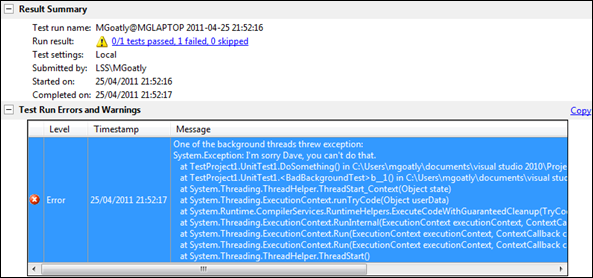 Result Summary
Test run name: MGoatly@MGLAPTOP 2011-04-25 21:52:16
Run result: 0/1 tests passed, 1 failed, 0 skipped
Test settings: Local
Submitted by: LSS\MGoatly
Started on: 25/04/2011 21:52:16
Completed on: 25/04/2011 21:52:17
Test Run Errors and Warnings Copy
Level Timestamp Message
One of the background threads threw exception:
System.Exception: I'm sorry Dave, you can't do that.
at TestProject1.UnitTest1.DoSomething() in C:\Users\mgoatly\documents\visual studio 2010\Proje
at TestProject1.UnitTest1.<BadBackgroundTest>b__1() in C:\Users\mgoatly\documents\visual st
at System.Threading.ThreadHelper.ThreadStart_Context(Object state)
at System.Threading.ExecutionContext.runTryCode(Object userData)
Error 25/04/2011 21:52:17
at System.Runtime.CompilerServices.RuntimeHelpers.ExecuteCodeWithGuaranteedCleanup(TryCo
at System.Threading.ExecutionContext.RunInternal(ExecutionContext executionContext, Contex
at System.Threading.ExecutionContext.Run(ExecutionContext executionContext, ContextCallback c
at System.Threading.ExecutionContext.Run(ExecutionContext executionContext, ContextCallback c
at System.Threading.ThreadHelper.ThreadStart()